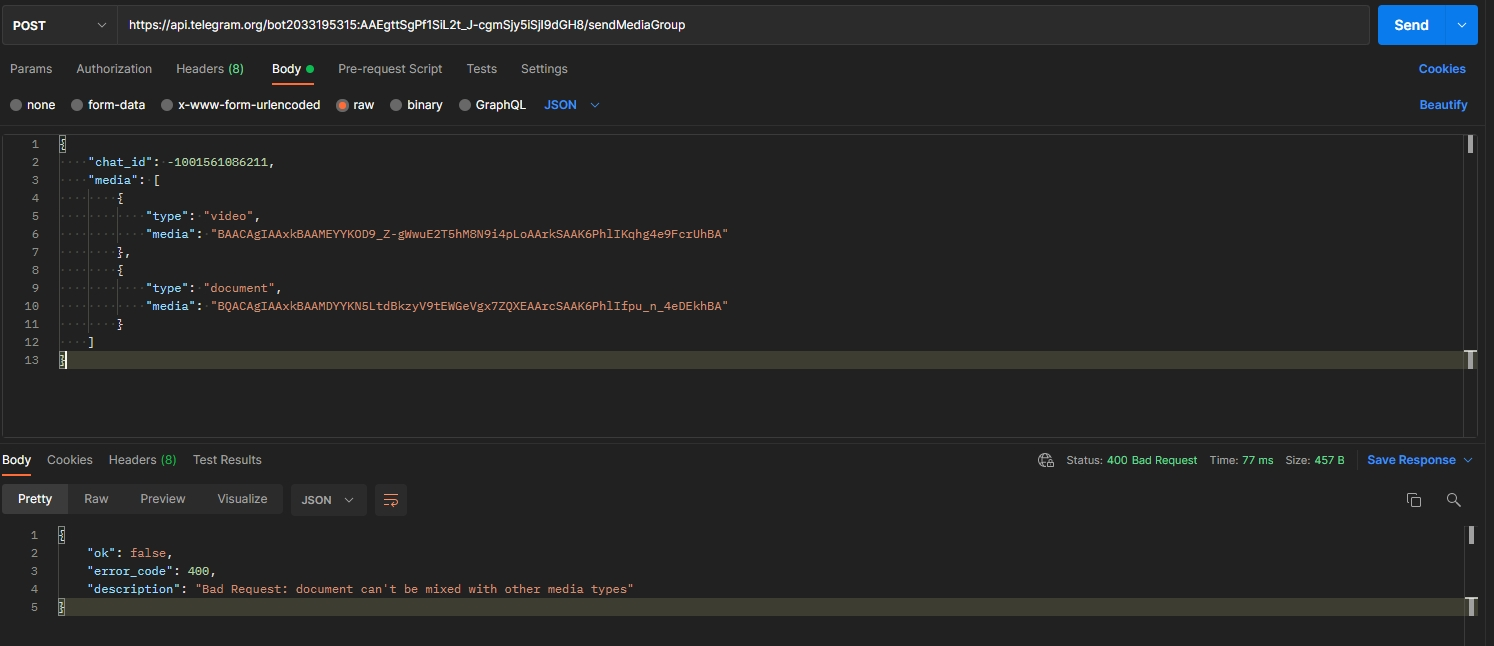 POST https://api.telegram.org/bot2033195315:AAEgttSgPf1SiL2t_J-cgmSjy5iSjI9dGH8/sendMediaGroup Send
Params Authorization Headers (8) Body Pre-request Script Tests Settings Cookies
none form-data x-www-form-urlencoded raw binary GraphQL JSON Beautify
1 {
2 "chat_id": -1001561086211,
3 "media": [
4 {
5 "type": "video",
6 "media": "BAACAgIAAxkBAAMEYYKOD9_Z-gWwuE2T5hM8N9i4pLoAArkSAAK6PhlIKqhg4e9FcrUhBA"
7 },
8 {
9 "type": "document",
10 "media": "BQACAgIAAxkBAAMDYYKN5LtdBkzyV9tEWGeVgx7ZQXEAArcSAAK6PhlIfpu_n_4eDEkhBA"
11 }
12 ]
13 }
Body Cookies Headers (8) Test Results Status: 400 Bad Request Time: 77 ms Size: 457 B Save Response
Pretty Raw Preview Visualize JSON
1 {
2 "ok": false,
3 "error_code": 400,
4 "description": "Bad Request: document can't be mixed with other media types"
5 }